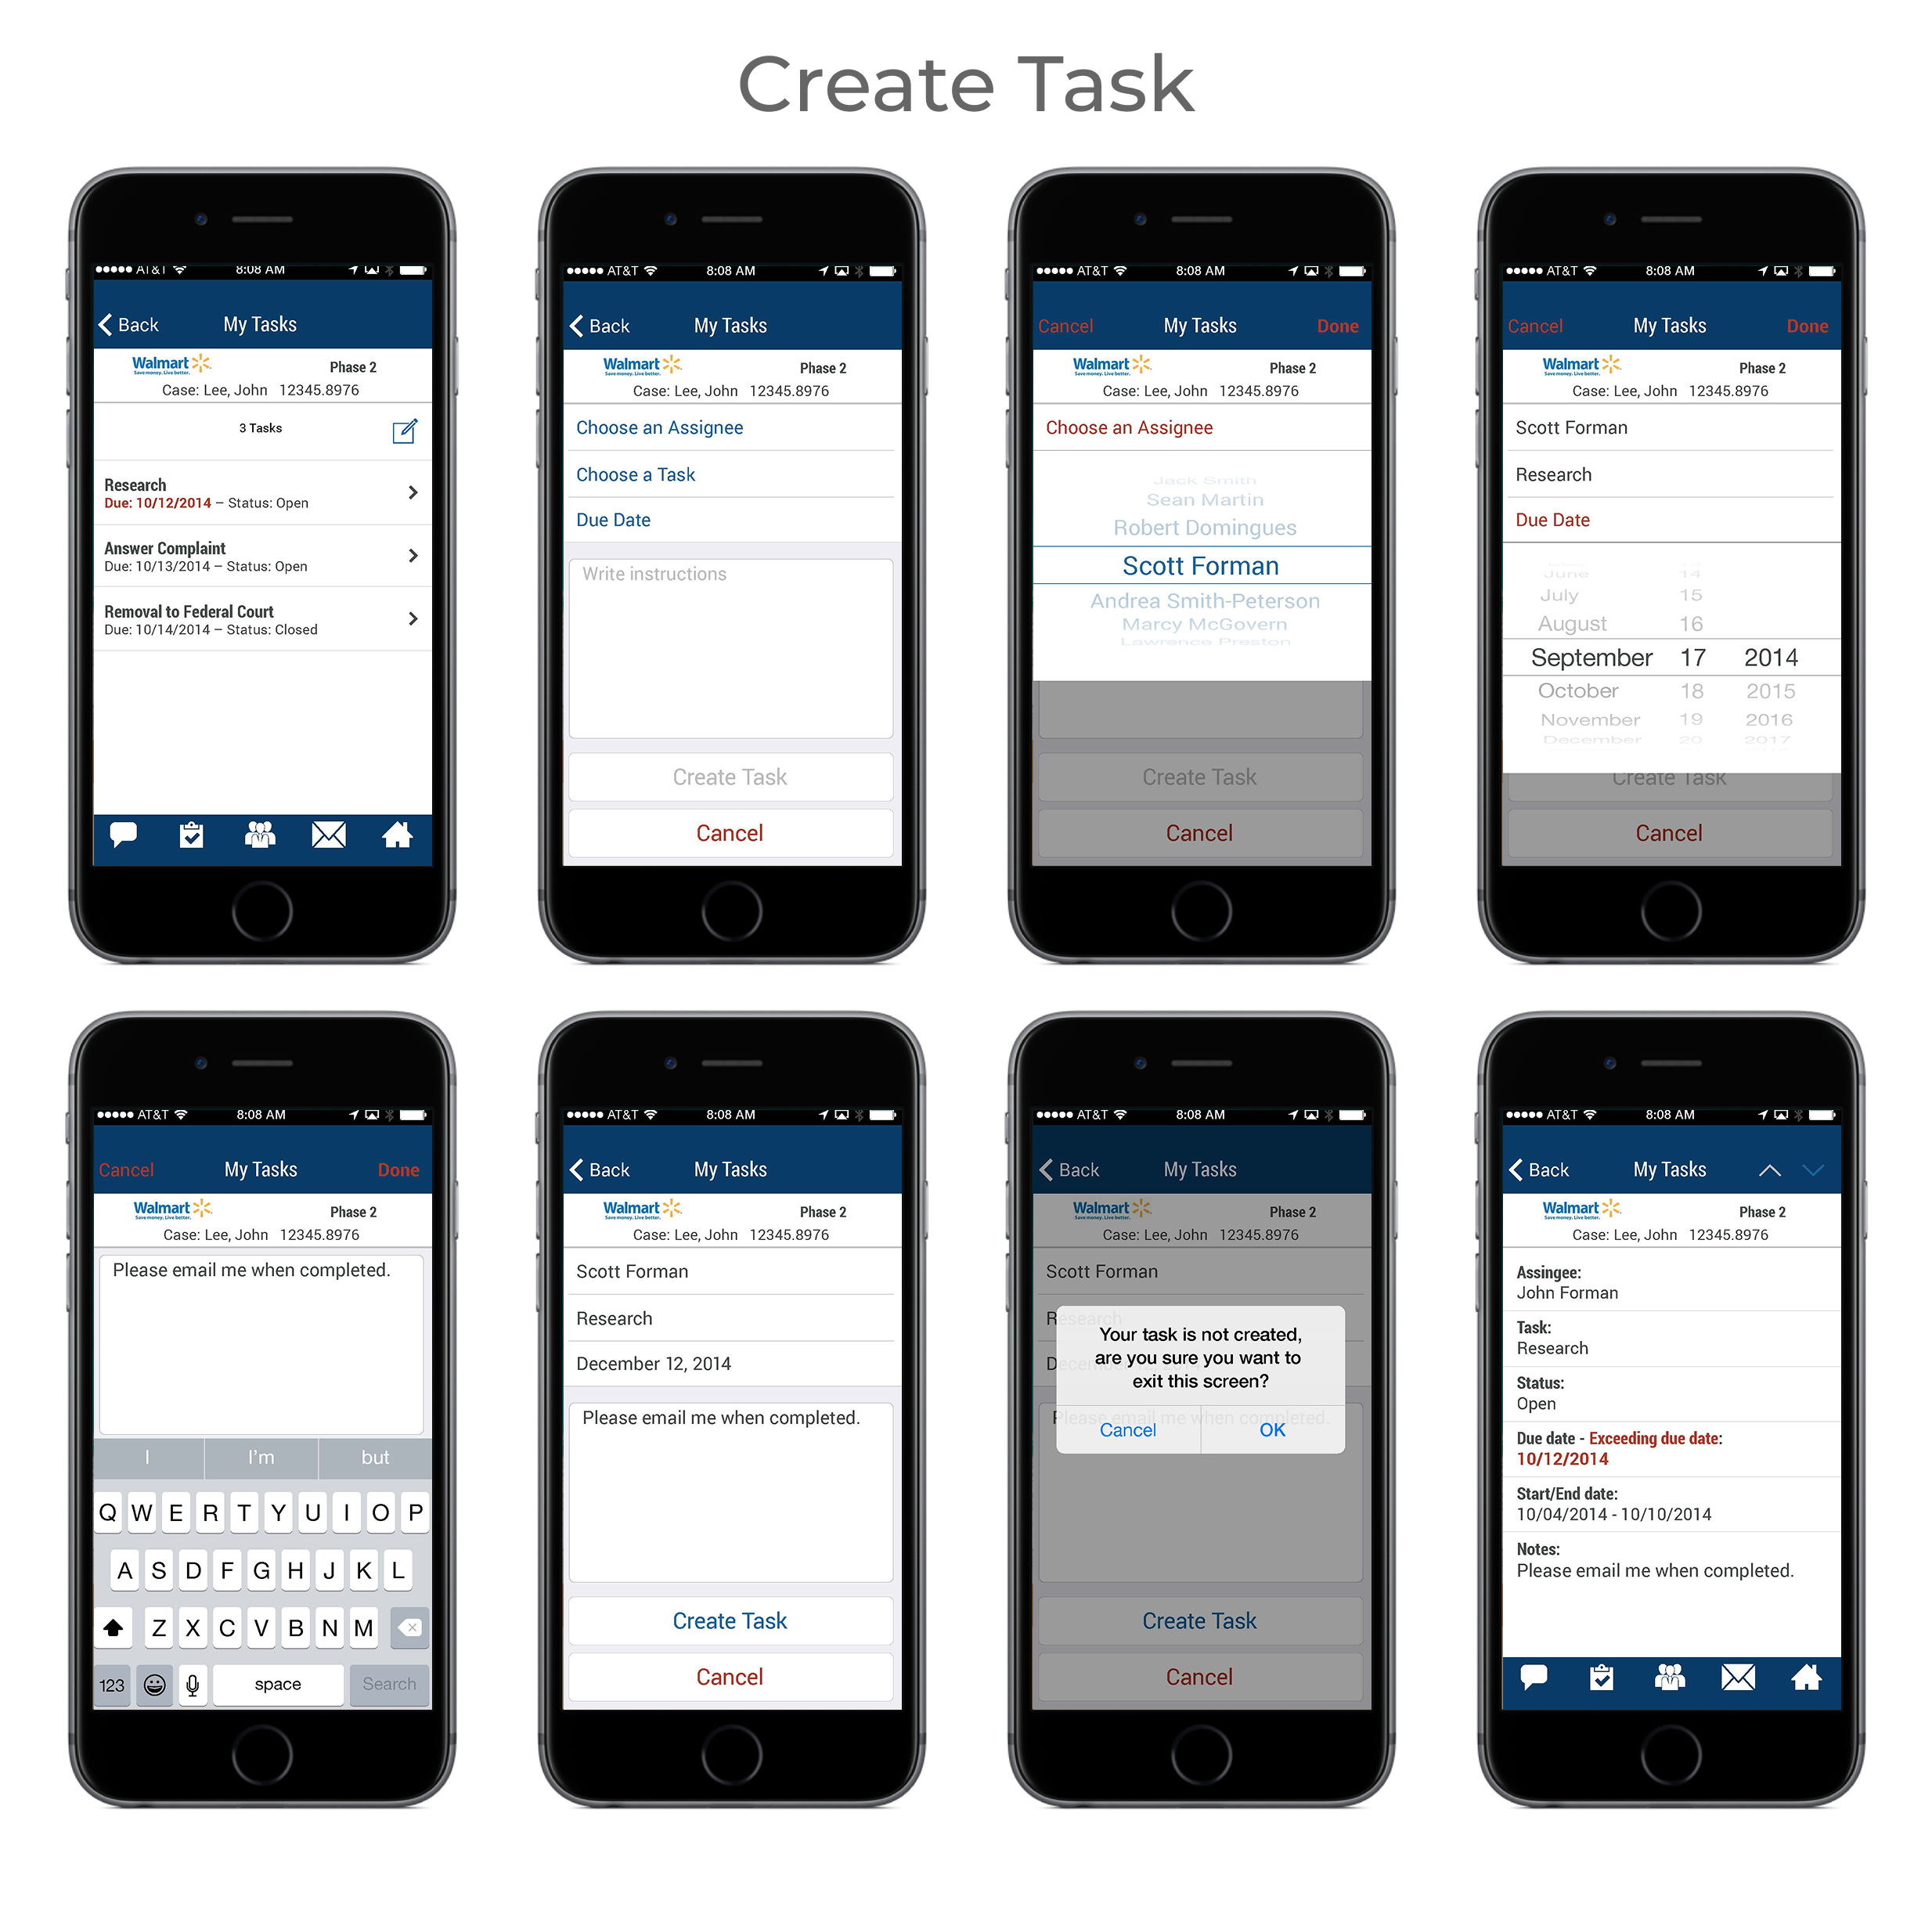 Create Task
AT&T 8:08 AM
Back My Tasks
Walmart Phase 2
Save money. Live better.
Case: Lee, John 12345.8976
3 Tasks
Research
Due: 10/12/2014 – Status: Open
Answer Complaint
Due: 10/13/2014 – Status: Open
Removal to Federal Court
Due: 10/14/2014 – Status: Closed
AT&T 8:08 AM
Back My Tasks
Walmart Phase 2
Save money. Live better.
Case: Lee, John 12345.8976
Choose an Assignee
Choose a Task
Due Date
Write instructions
Create Task
Cancel
AT&T 8:08 AM
Cancel My Tasks Done
Walmart Phase 2
Save money. Live better.
Case: Lee, John 12345.8976
Choose an Assignee
Jack Smith
Sean Martin
Robert Domingues
Scott Forman
Andrea Smith-Peterson
Marcy McGovern
Lawrence Preston
Create Task
Cancel
AT&T 8:08 AM
Cancel My Tasks Done
Walmart Phase 2
Save money. Live better.
Case: Lee, John 12345.8976
Scott Forman
Research
Due Date
June 14
July 15
August 16
September 17 2014
October 18 2015
November 19 2016
December 20 2017
Create Task
Cancel
AT&T 8:08 AM
Cancel My Tasks Done
Walmart Phase 2
Save money. Live better.
Case: Lee, John 12345.8976
Please email me when completed.
I I'm but
Q W E R T Y U I O P
A S D F G H J K L
Z X C V B N M
123 space Search
AT&T 8:08 AM
Back My Tasks
Walmart Phase 2
Save money. Live better.
Case: Lee, John 12345.8976
Scott Forman
Research
December 12, 2014
Please email me when completed.
Create Task
Cancel
AT&T 8:08 AM
Back My Tasks
Walmart Phase 2
Save money. Live better.
Case: Lee, John 12345.8976
Scott Forman
Research
Your task is not created,
are you sure you want to
exit this screen?
Please email me when completed.
Cancel OK
Create Task
Cancel
AT&T 8:08 AM
Back My Tasks
Walmart Phase 2
Save money. Live better.
Case: Lee, John 12345.8976
Assingee:
John Forman
Task:
Research
Status:
Open
Due date - Exceeding due date:
10/12/2014
Start/End date:
10/04/2014 - 10/10/2014
Notes:
Please email me when completed.